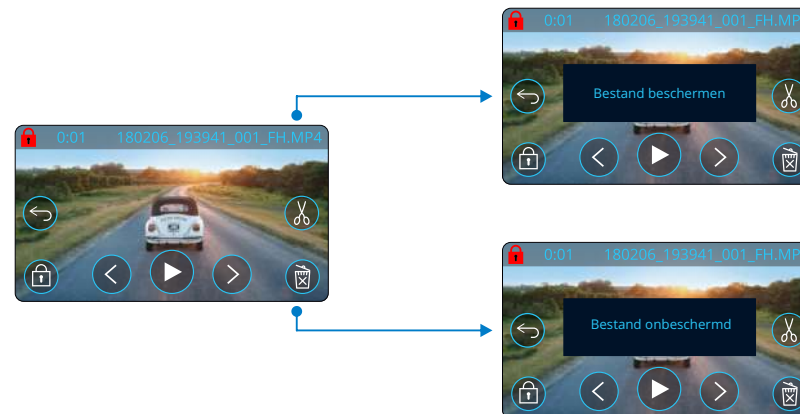 0:01 180206_193941_001_FH.MP4
0:01 180206_193941_001_FH.MP
Bestand beschermen
0:01 180206_193941_001_FH.MP
Bestand onbeschermd